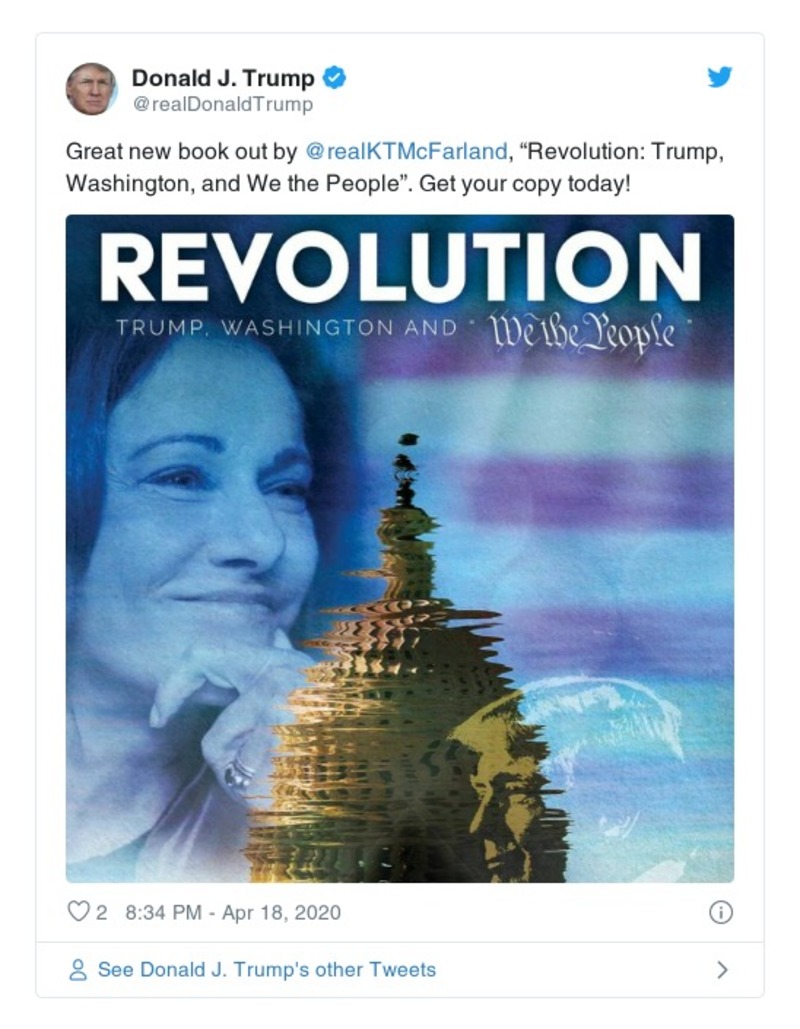 Donald J. Trump
@realDonaldTrump
Great new book out by @realKTMcFarland, “Revolution: Trump,
Washington, and We the People”. Get your copy today!
REVOLUTION
TRUMP, WASHINGTON AND "We the People"
2 8:34 PM - Apr 18, 2020
See Donald J. Trump's other Tweets